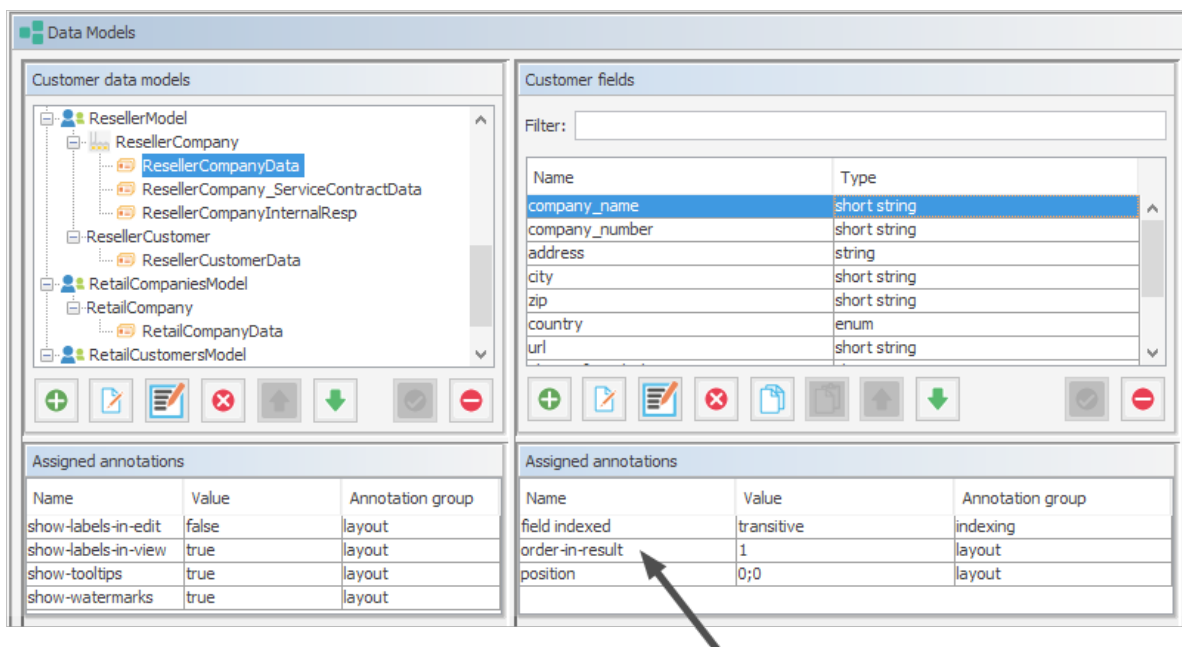 Data Models
Customer data models
ResellerModel
ResellerCompany
ResellerCompanyData
ResellerCompany_ServiceContractData
ResellerCompanyInternalResp
ResellerCustomer
ResellerCustomerData
RetailCompaniesModel
RetailCompany
RetailCompanyData
RetailCustomersModel
Customer fields
Filter:
Name Type
company_name short string
company_number short string
address string
city short string
zip short string
country enum
url short string
Assigned annotations
Name Value Annotation group
show-labels-in-edit false layout
show-labels-in-view true layout
show-tooltips true layout
show-watermarks true layout
Assigned annotations
Name Value Annotation group
field indexed transitive indexing
order-in-result 1 layout
position 0;0 layout